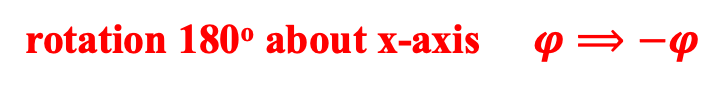 rotation 180º about x-axis 𝝋 ⟹ −𝝋